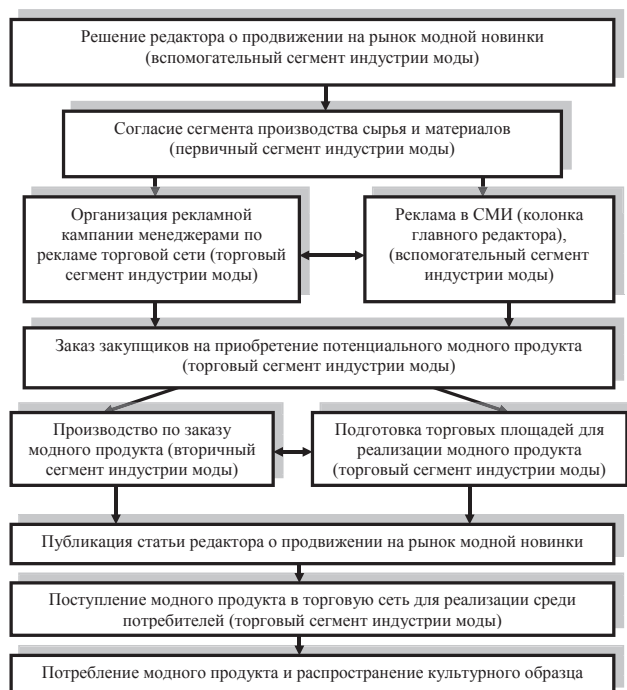 Решение редактора о продвижении на рынок модной новинки
(вспомогательный сегмент индустрии моды)
Согласие сегмента производства сырья и материалов
(первичный сегмент индустрии моды)
Организация рекламной
кампании менеджерами по
рекламе торговой сети (торговый
сегмент индустрии моды)
Реклама в СМИ (колонка
главного редактора),
(вспомогательный сегмент
индустрии моды)
Заказ закупщиков на приобретение потенциального модного продукта
(торговый сегмент индустрии моды)
Производство по заказу
модного продукта (вторичный
сегмент индустрии моды)
Подготовка торговых площадей для
реализации модного продукта
(торговый сегмент индустрии моды)
Публикация статьи редактора о продвижении на рынок модной новинки
Поступление модного продукта в торговую сеть для реализации среди
потребителей (торговый сегмент индустрии моды)
Потребление модного продукта и распространение культурного образца